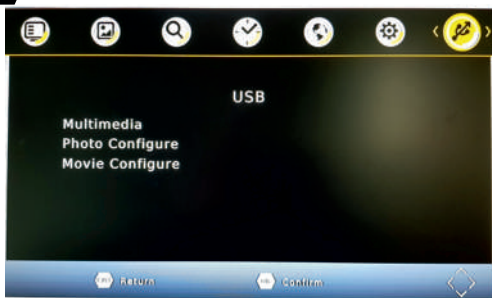 USB
Multimedia
Photo Configure
Movie Configure
Return
Confirm